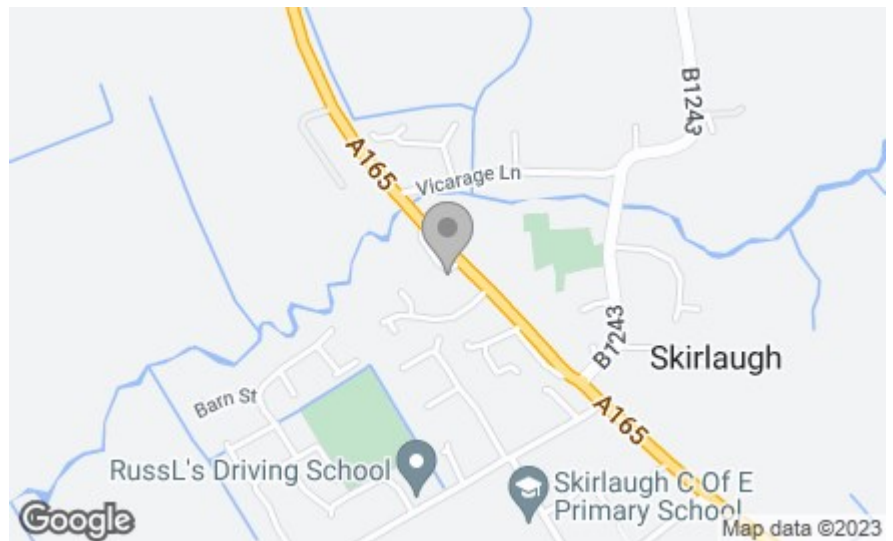 B1243
A165
Vicarage Ln
B1243
Skirlaugh
Barn St
A165
RussL's Driving School
Skirlaugh C Of E
Primary School
Google
Map data ©2023